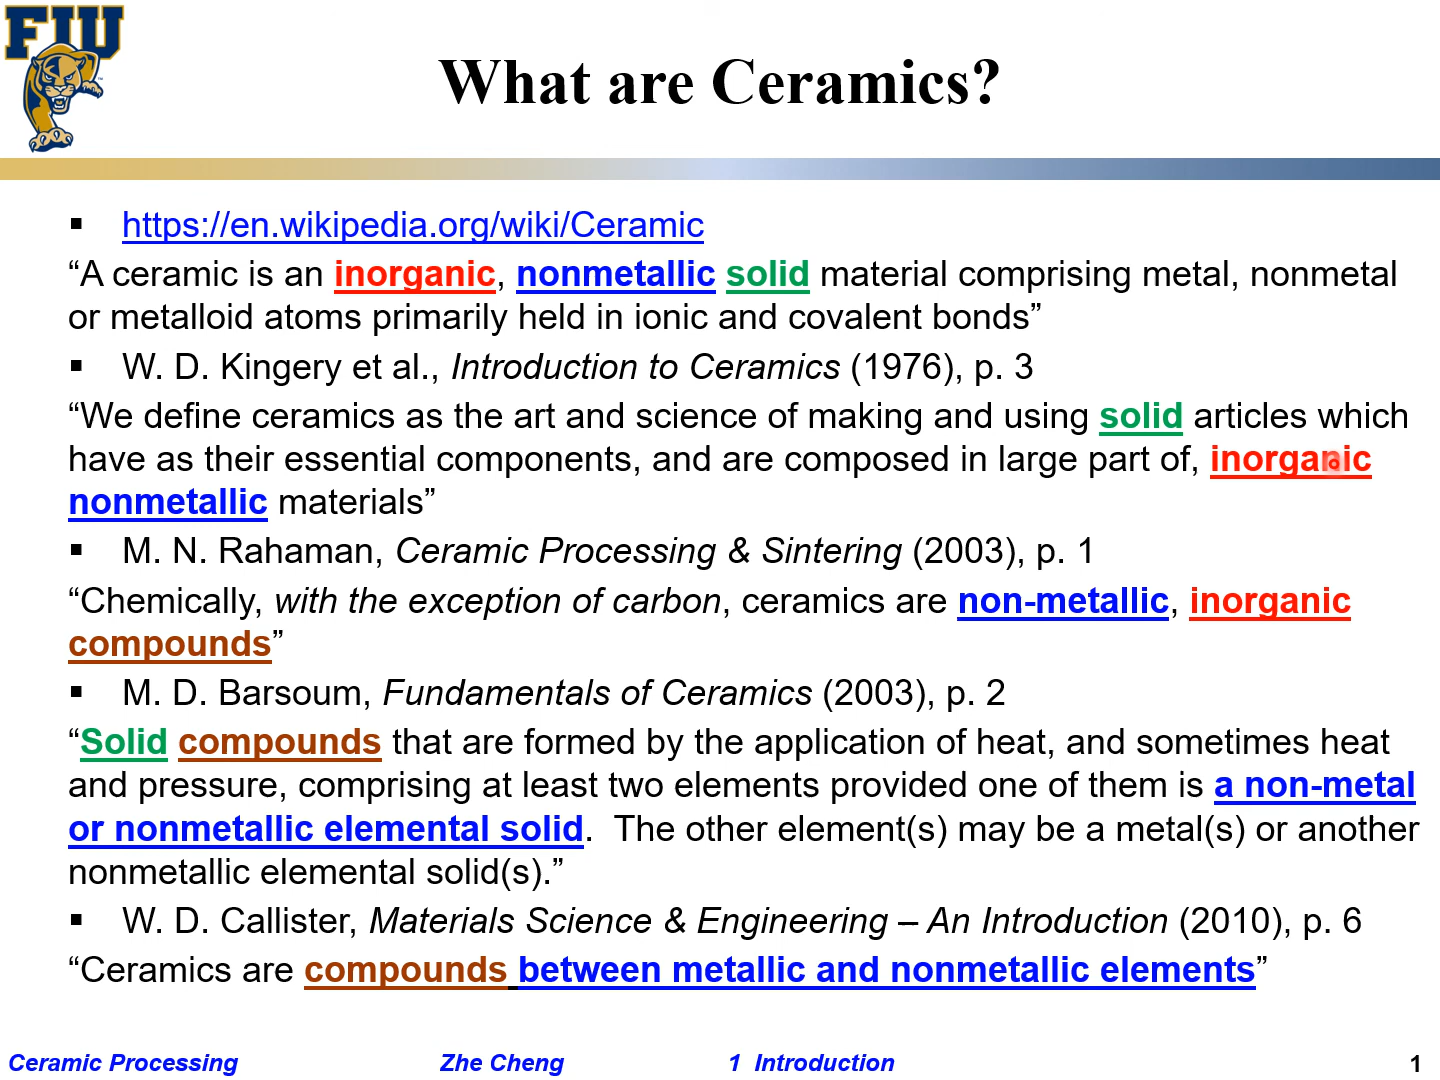 FIU
What are Ceramics?
▪ https://en.wikipedia.org/wiki/Ceramic
“A ceramic is an inorganic, nonmetallic solid material comprising metal, nonmetal
or metalloid atoms primarily held in ionic and covalent bonds”
▪ W. D. Kingery et al., Introduction to Ceramics (1976), p. 3
“We define ceramics as the art and science of making and using solid articles which
have as their essential components, and are composed in large part of, inorganic
nonmetallic materials”
▪ M. N. Rahaman, Ceramic Processing & Sintering (2003), p. 1
“Chemically, with the exception of carbon, ceramics are non-metallic, inorganic
compounds”
▪ M. D. Barsoum, Fundamentals of Ceramics (2003), p. 2
“Solid compounds that are formed by the application of heat, and sometimes heat
and pressure, comprising at least two elements provided one of them is a non-metal
or nonmetallic elemental solid. The other element(s) may be a metal(s) or another
nonmetallic elemental solid(s).”
▪ W. D. Callister, Materials Science & Engineering – An Introduction (2010), p. 6
“Ceramics are compounds between metallic and nonmetallic elements”
Ceramic Processing Zhe Cheng 1 Introduction 1